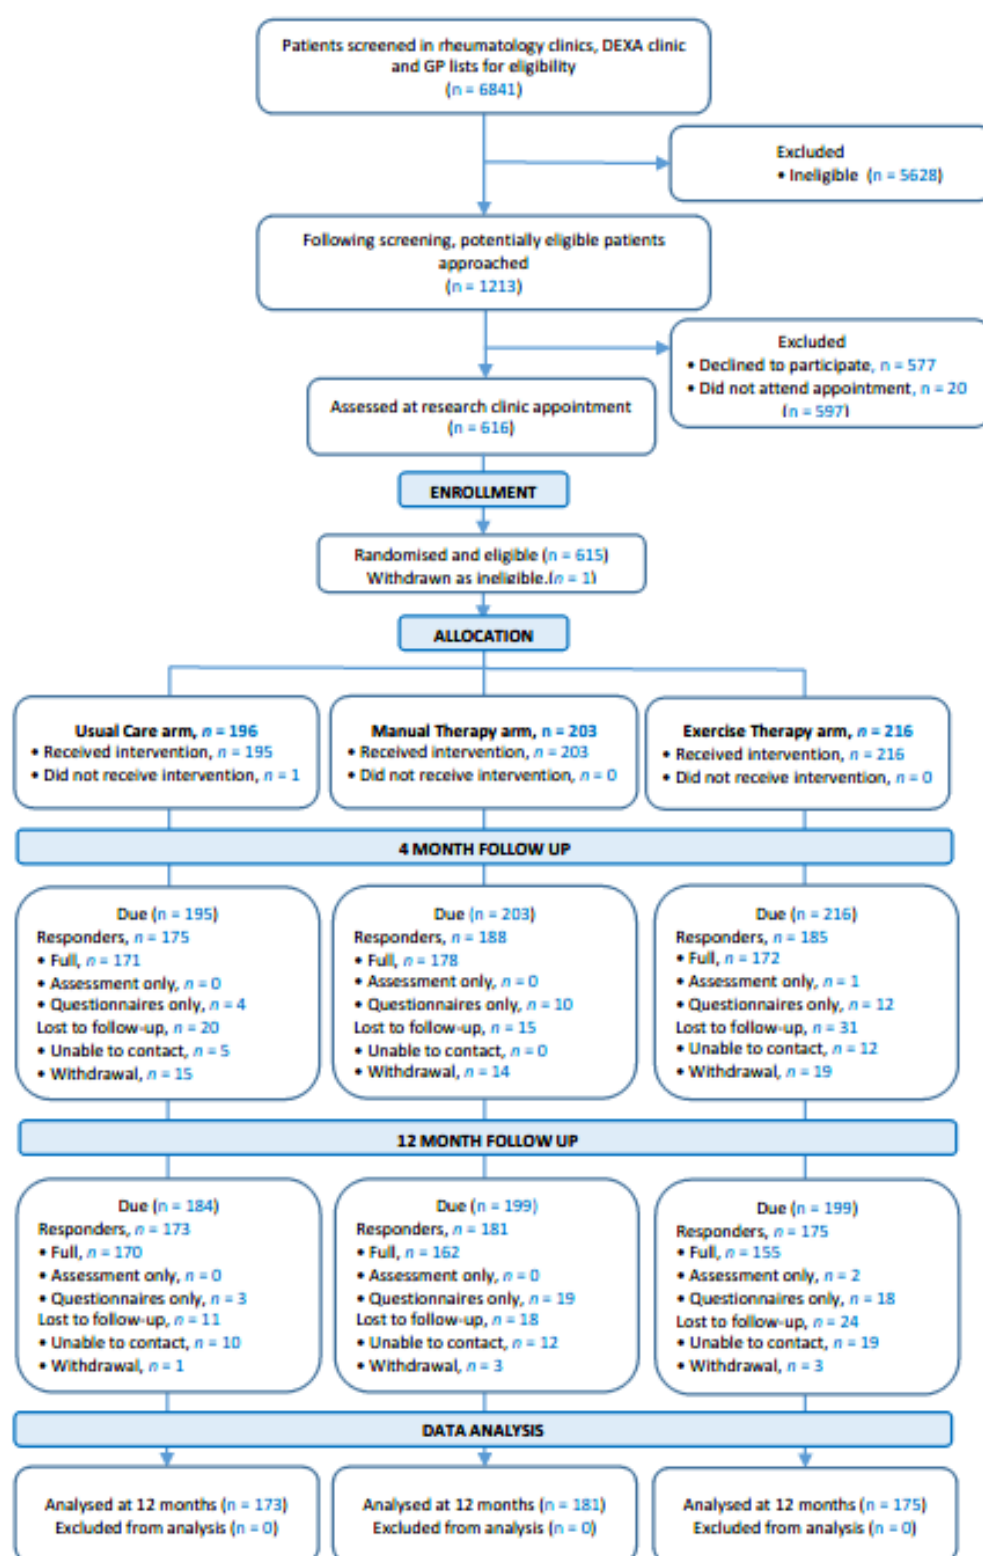 Patients screened in rheumatology clinics, DEXA clinic
and GP lists for eligibility
(n = 6841)
Excluded
• Ineligible (n = 5628)
Following screening, potentially eligible patients
approached
(n = 1213)
Excluded
• Declined to participate, n = 577
• Did not attend appointment, n = 20
(n = 597)
Assessed at research clinic appointment
(n = 616)
ENROLLMENT
Randomised and eligible (n = 615)
Withdrawn as ineligible.(n = 1)
ALLOCATION
Usual Care arm, n = 196
• Received intervention, n = 195
• Did not receive intervention, n = 1
Manual Therapy arm, n = 203
• Received intervention, n = 203
• Did not receive intervention, n = 0
Exercise Therapy arm, n = 216
• Received intervention, n = 216
• Did not receive intervention, n = 0
4 MONTH FOLLOW UP
Due (n = 195)
Responders, n = 175
• Full, n = 171
• Assessment only, n = 0
• Questionnaires only, n = 4
Lost to follow-up, n = 20
• Unable to contact, n = 5
• Withdrawal, n = 15
Due (n = 203)
Responders, n = 188
• Full, n = 178
• Assessment only, n = 0
• Questionnaires only, n = 10
Lost to follow-up, n = 15
• Unable to contact, n = 0
• Withdrawal, n = 14
Due (n = 216)
Responders, n = 185
• Full, n = 172
• Assessment only, n = 1
• Questionnaires only, n = 12
Lost to follow-up, n = 31
• Unable to contact, n = 12
• Withdrawal, n = 19
12 MONTH FOLLOW UP
Due (n = 184)
Responders, n = 173
• Full, n = 170
• Assessment only, n = 0
• Questionnaires only, n = 3
Lost to follow-up, n = 11
• Unable to contact, n = 10
• Withdrawal, n = 1
Due (n = 199)
Responders, n = 181
• Full, n = 162
• Assessment only, n = 0
• Questionnaires only, n = 19
Lost to follow-up, n = 18
• Unable to contact, n = 12
• Withdrawal, n = 3
Due (n = 199)
Responders, n = 175
• Full, n = 155
• Assessment only, n = 2
• Questionnaires only, n = 18
Lost to follow-up, n = 24
• Unable to contact, n = 19
• Withdrawal, n = 3
DATA ANALYSIS
Analysed at 12 months (n = 173)
Excluded from analysis (n = 0)
Analysed at 12 months (n = 181)
Excluded from analysis (n = 0)
Analysed at 12 months (n = 175)
Excluded from analysis (n = 0)